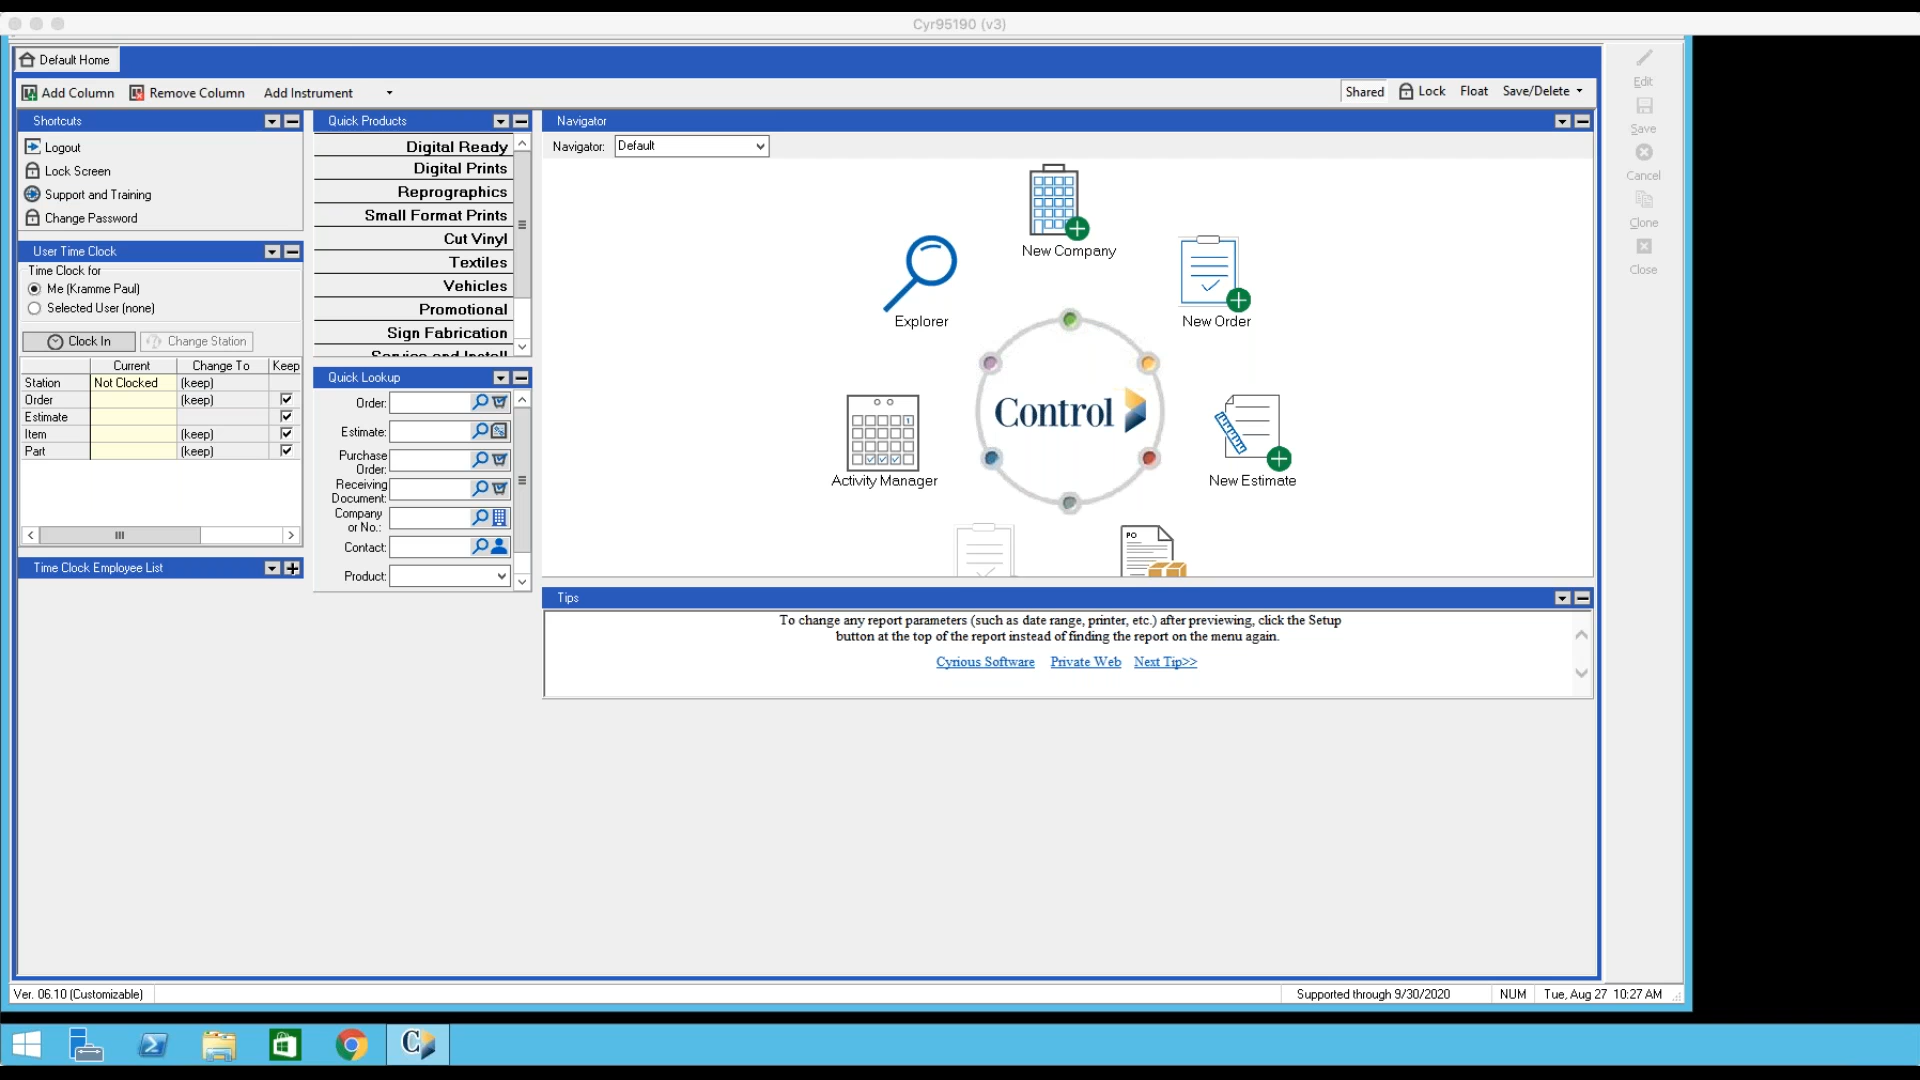 Cyr95190 (v3)
Default Home
Add Column Remove Column Add Instrument
Shared Lock Float Save/Delete
Edit
Save
Cancel
Clone
Close
Shortcuts
Logout
Lock Screen
Support and Training
Change Password
User Time Clock
Time Clock for
Me (Kramme Paul)
Selected User (none)
Clock In Change Station
Current Change To Keep
Station Not Clocked (keep)
Order (keep)
Estimate
Item (keep)
Part (keep)
Time Clock Employee List
Quick Products
Digital Ready
Digital Prints
Reprographics
Small Format Prints
Cut Vinyl
Textiles
Vehicles
Promotional
Sign Fabrication
Service and Install
Quick Lookup
Order:
Estimate:
Purchase
Order:
Receiving
Document:
Company
or No.:
Contact:
Product:
Navigator
Navigator: Default
New Company
Explorer
New Order
Control
Activity Manager
New Estimate
PO
Tips
To change any report parameters (such as date range, printer, etc.) after previewing, click the Setup
button at the top of the report instead of finding the report on the menu again.
Cyrious Software Private Web Next Tip>>
Ver. 06.10 (Customizable)
Supported through 9/30/2020 NUM Tue, Aug 27 10:27 AM